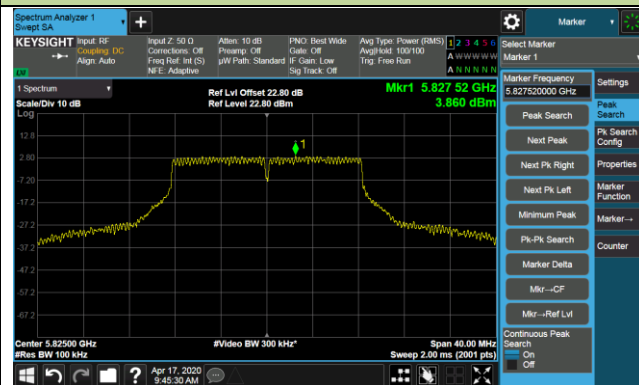 Spectrum Analyzer 1
Swept SA
Marker
KEYSIGHT
Input: RF
Coupling: DC
Align: Auto
Input Z: 50 Ω
Corrections: Off
Freq Ref: Int (S)
NFE: Adaptive
Atten: 10 dB
Preamp: Off
µW Path: Standard
PNO: Best Wide
Gate: Off
IF Gain: Low
Sig Track: Off
Avg Type: Power (RMS)
Avg|Hold: 100/100
Trig: Free Run
1 2 3 4 5 6
A W W W W W
A N N N N N
Select Marker
Marker 1
LXI
1 Spectrum
Scale/Div 10 dB
Log
Ref Lvl Offset 22.80 dB
Ref Level 22.80 dBm
Mkr1 5.827 52 GHz
3.860 dBm
1
12.8
2.80
-7.20
-17.2
-27.2
-37.2
-47.2
-57.2
-67.2
Center 5.82500 GHz
#Res BW 100 kHz
#Video BW 300 kHz*
Span 40.00 MHz
Sweep 2.00 ms (2001 pts)
Marker Frequency
5.827520000 GHz
Peak Search
Next Peak
Next Pk Right
Next Pk Left
Minimum Peak
Pk-Pk Search
Marker Delta
Mkr→CF
Mkr→Ref Lvl
Continuous Peak
Search
On
Off
Settings
Peak
Search
Pk Search
Config
Properties
Marker
Function
Marker→
Counter
?
Apr 17, 2020
9:45:30 AM